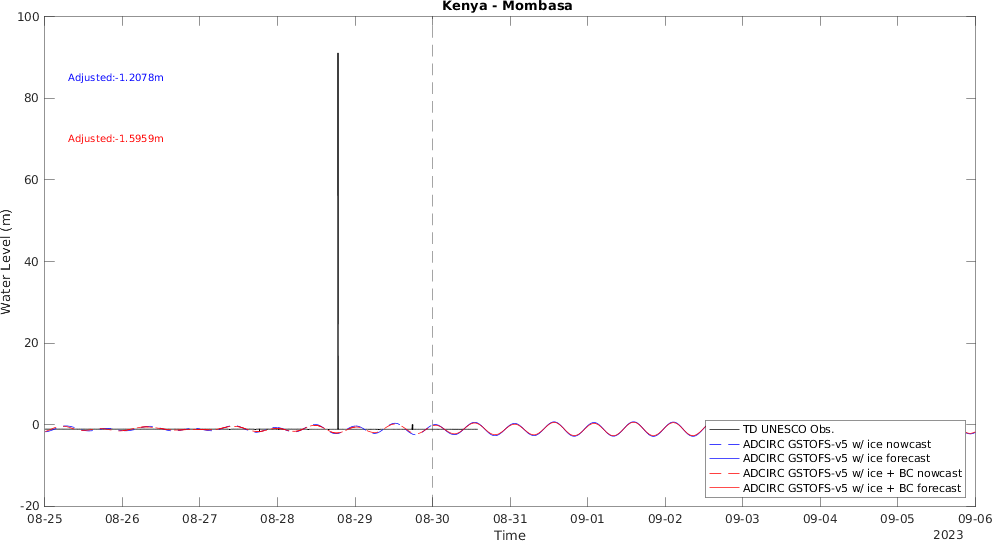 Kenya - Mombasa
100
80
60
40
20
0
-20
Water Level (m)
Adjusted:-1.2078m
Adjusted:-1.5959m
TD UNESCO Obs.
ADCIRC GSTOFS-v5 w/ ice nowcast
ADCIRC GSTOFS-v5 w/ ice forecast
ADCIRC GSTOFS-v5 w/ ice + BC nowcast
ADCIRC GSTOFS-v5 w/ ice + BC forecast
08-25 08-26 08-27 08-28 08-29 08-30 08-31 09-01 09-02 09-03 09-04 09-05 09-06
Time
2023